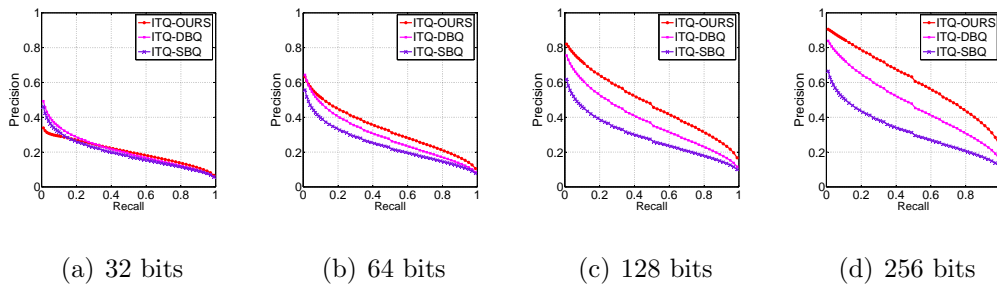 ITQ-OURS
ITQ-DBQ
ITQ-SBQ
Precision
1
0.8
0.6
0.4
0.2
0
0 0.2 0.4 0.6 0.8 1
Recall
(a) 32 bits
ITQ-OURS
ITQ-DBQ
ITQ-SBQ
Precision
1
0.8
0.6
0.4
0.2
0
0 0.2 0.4 0.6 0.8 1
Recall
(b) 64 bits
ITQ-OURS
ITQ-DBQ
ITQ-SBQ
Precision
1
0.8
0.6
0.4
0.2
0
0 0.2 0.4 0.6 0.8 1
Recall
(c) 128 bits
ITQ-OURS
ITQ-DBQ
ITQ-SBQ
Precision
1
0.8
0.6
0.4
0.2
0
0 0.2 0.4 0.6 0.8
Recall
(d) 256 bits